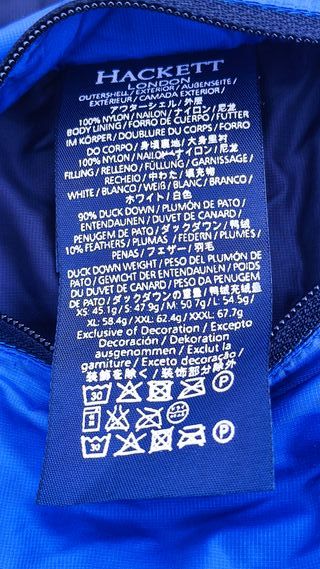 HACKETT
LONDON
OUTERSHELL / EXTERIOR / AUßENSEITE /
EXTÉRIEUR / CAMADA EXTERIOR /
アウターシェル / 外层
100% NYLON / NAILON / ナイロン / 尼龙
BODY LINING / FORRO DE CUERPO / FUTTER
IM KÖRPER / DOUBLURE DU CORPS / FORRO
DO CORPO / 身頃裏地 / 大身里衬
100% NYLON / NAILON / ナイロン / 尼龙
FILLING / RELLENO / FÜLLUNG / GARNISSAGE /
RECHEIO / 中わた / 填充物
WHITE / BLANCO / WEIß / BLANC / BRANCO /
ホワイト / 白色
90% DUCK DOWN / PLUMÓN DE PATO /
ENTENDAUNEN / DUVET DE CANARD /
PENUGEM DE PATO / ダックダウン / 鸭绒
10% FEATHERS / PLUMAS / FEDERN / PLUMES /
PENAS / フェザー / 羽毛
DUCK DOWN WEIGHT / PESO DEL PLUMÓN DE
PATO / GEWICHT DER ENTENDAUNEN / POIDS
DU DUVET DE CANARD / PESO DA PENUGEM
DE PATO / ダックダウンの重量 / 鸭绒充绒量
XS: 45.1g / S: 47.9g / M: 50.7g / L: 54.5g /
XL: 58.4g / XXL: 62.4g / XXXL: 67.7g
Exclusive of Decoration / Excepto
Decoración / Dekoration
ausgenommen / Exclut la
garniture / Exceto decoração /
装飾を除く / 装饰部分除外
30 P
30 P